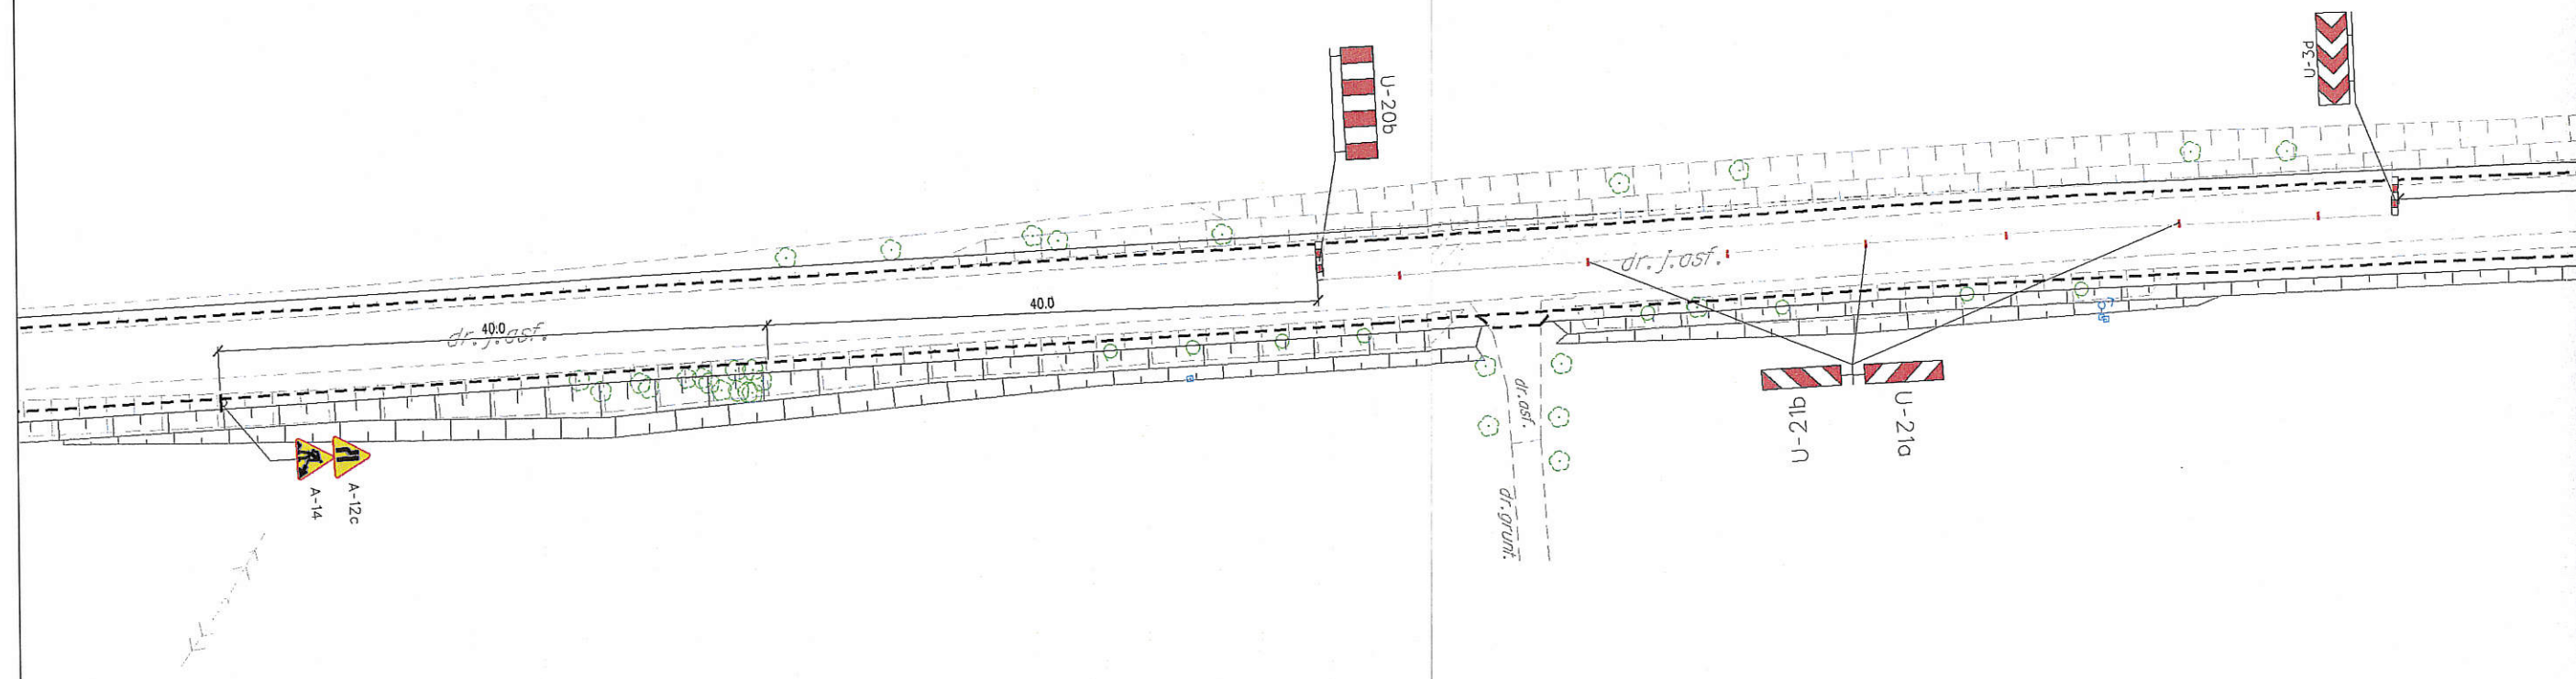 U-20b
U-3d
40.0
dr.j.asf.
40.0
dr.j.asf.
A-14
A-12c
dr.asf.
dr.grunt.
U-21b
U-21a